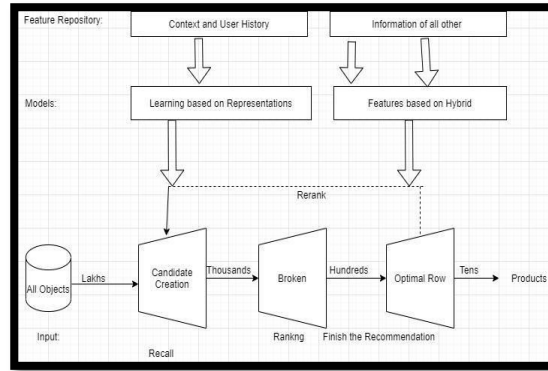 Feature Repository:
Context and User History
Information of all other
Models:
Learning based on Representations
Features based on Hybrid
Rerank
All Objects
Lakhs
Candidate
Creation
Thousands
Broken
Hundreds
Optimal Row
Tens
Products
Input:
Rankng
Finish the Recommendation
Recall